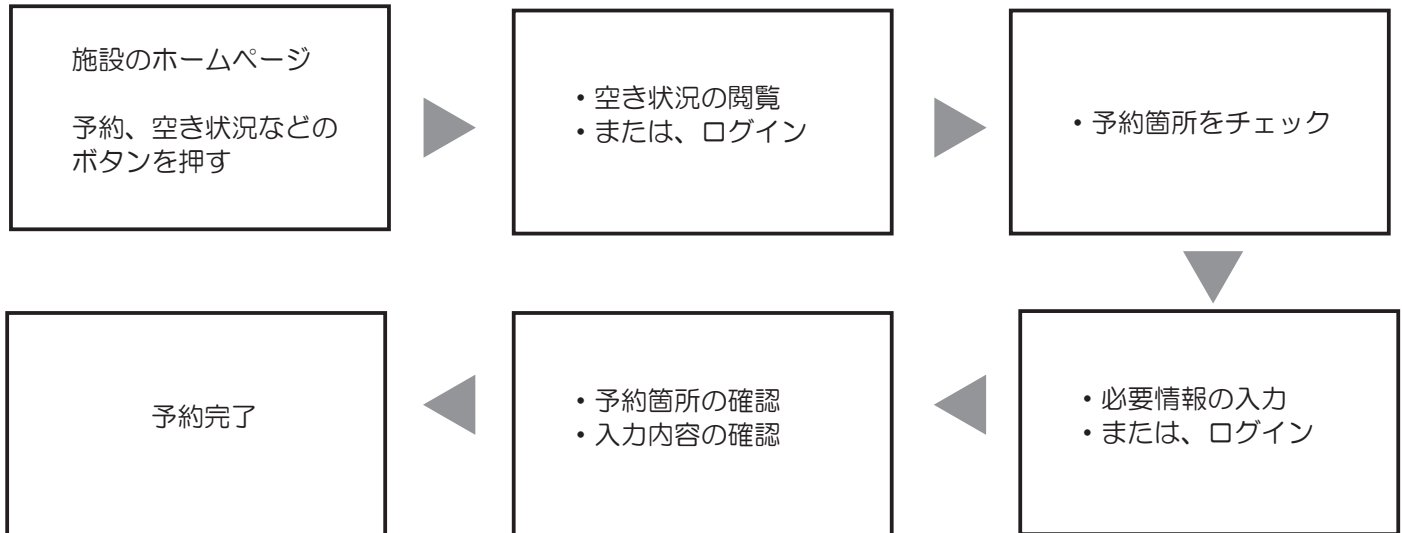 施設のホームページ
予約、空き状況などの
ボタンを押す
・空き状況の閲覧
・または、ログイン
・予約箇所をチェック
・必要情報の入力
・または、ログイン
・予約箇所の確認
・入力内容の確認
予約完了